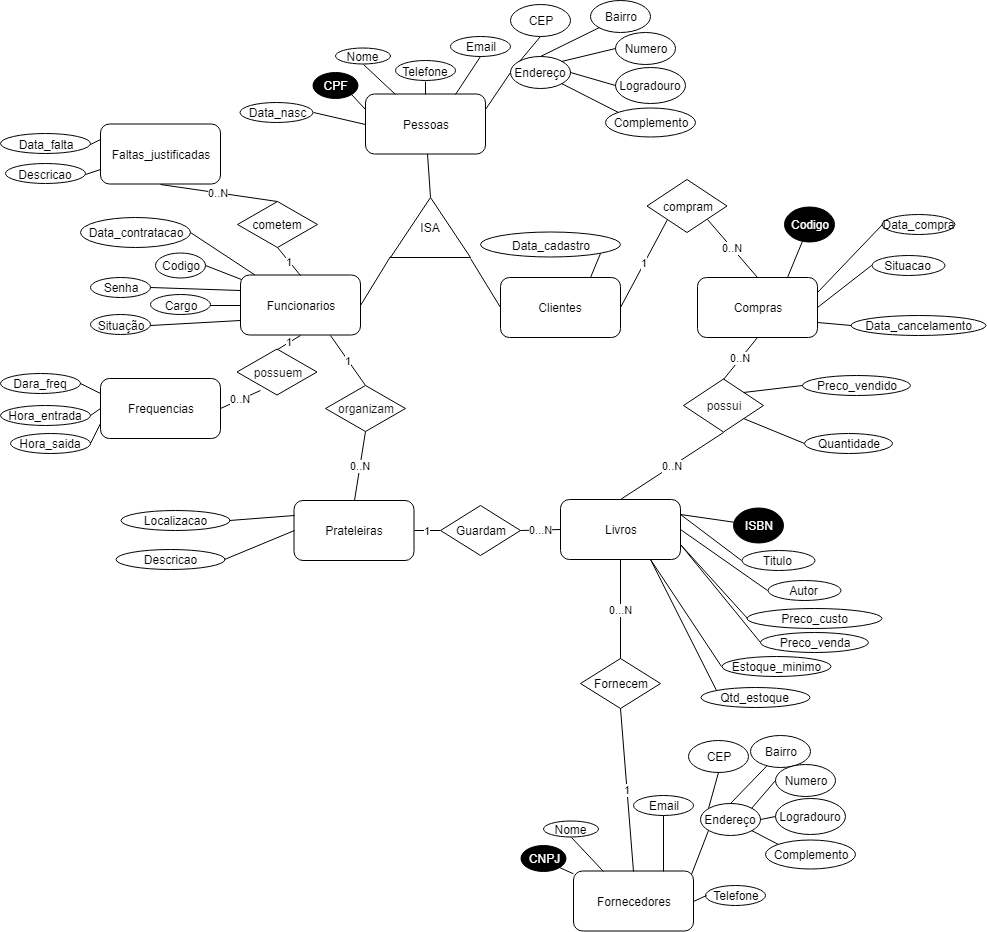 CEP
Bairro
Nome
Email
Numero
Telefone
Endereço
CPF
Logradouro
Data_nasc
Pessoas
Complemento
Data_falta
Faltas_justificadas
Descricao
0..N
cometem
ISA
compram
Data_contratacao
Data_cadastro
0..N
Codigo
Data_compra
1
1
Codigo
Situacao
Senha
Cargo
Funcionarios
Clientes
Compras
Situação
Data_cancelamento
1
1
0..N
possuem
Dara_freq
Preco_vendido
0..N
Hora_entrada
Frequencias
organizam
possui
Hora_saida
Quantidade
0..N
0..N
Localizacao
Prateleiras
1
Guardam
0...N
Livros
ISBN
Descricao
Titulo
Autor
0...N
Preco_custo
Preco_venda
Estoque_minimo
Fornecem
Qtd_estoque
CEP
Bairro
Numero
1
Email
Endereço
Logradouro
Nome
CNPJ
Complemento
Fornecedores
Telefone